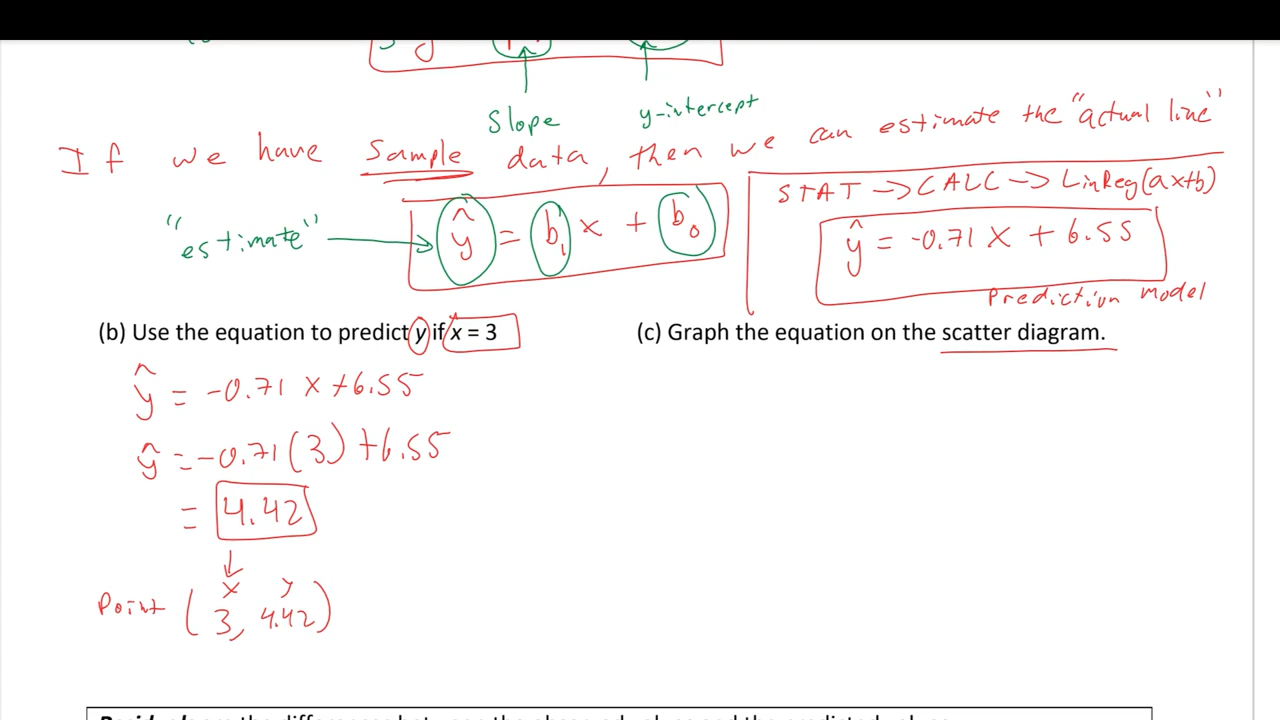 Slope
y-intercept
If we have Sample data, then we can estimate the "actual line"
"estimate"
ŷ = b₁ x + b₀
STAT → CALC → LinReg(ax+b)
ŷ = -0.71 X + 6.55
Prediction model
(b) Use the equation to predict y if x = 3
(c) Graph the equation on the scatter diagram.
ŷ = -0.71 x + 6.55
ŷ = -0.71 (3) + 6.55
= 4.42
x y
Point (3, 4.42)